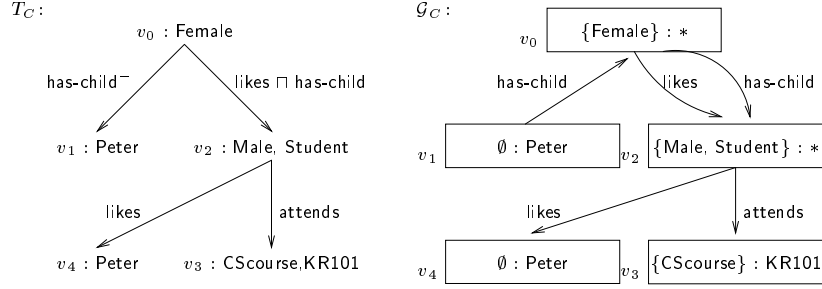 T_C :
v_0 : Female
has-child⁻
likes ⊓ has-child
v_1 : Peter
v_2 : Male, Student
likes
attends
v_4 : Peter
v_3 : CScourse,KR101
𝒢_C :
v_0
{Female} : *
has-child
likes
has-child
v_1
∅ : Peter
v_2
{Male, Student} : *
likes
attends
v_4
∅ : Peter
v_3
{CScourse} : KR101